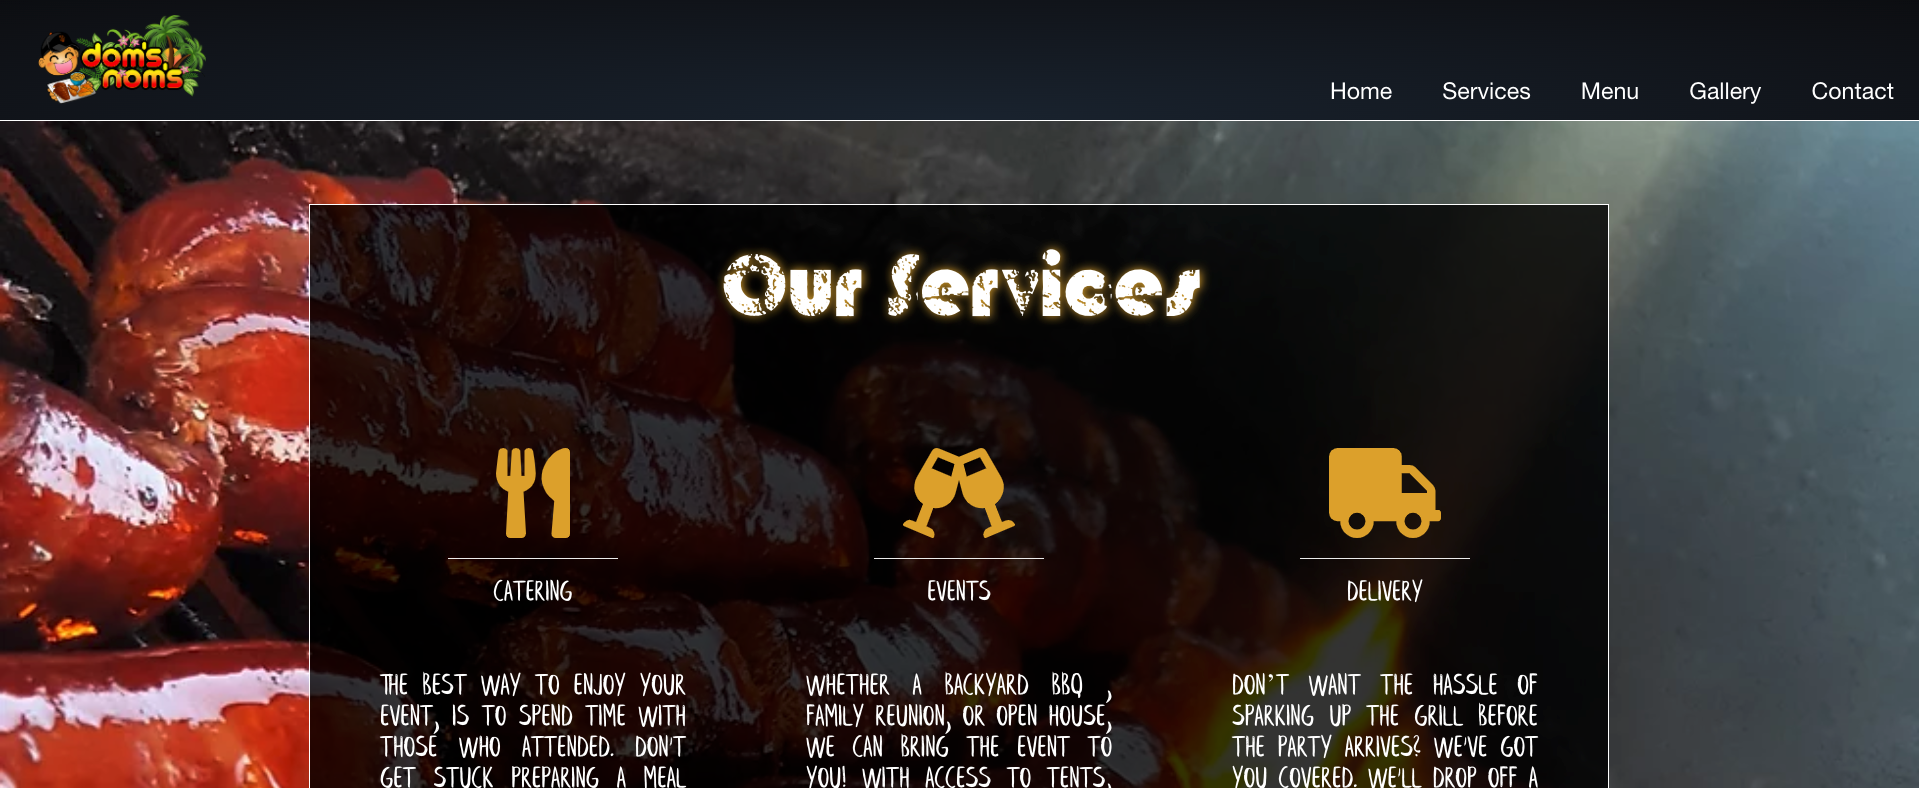 dom's
nom's
Home Services Menu Gallery Contact
Our Services
CATERING
EVENTS
DELIVERY
THE BEST WAY TO ENJOY YOUR
EVENT, IS TO SPEND TIME WITH
THOSE WHO ATTENDED. DON'T
GET STUCK PREPARING A MEAL
WHETHER A BACKYARD BBQ ,
FAMILY REUNION, OR OPEN HOUSE,
WE CAN BRING THE EVENT TO
YOU! WITH ACCESS TO TENTS,
DON'T WANT THE HASSLE OF
SPARKING UP THE GRILL BEFORE
THE PARTY ARRIVES? WE'VE GOT
YOU COVERED. WE'LL DROP OFF A